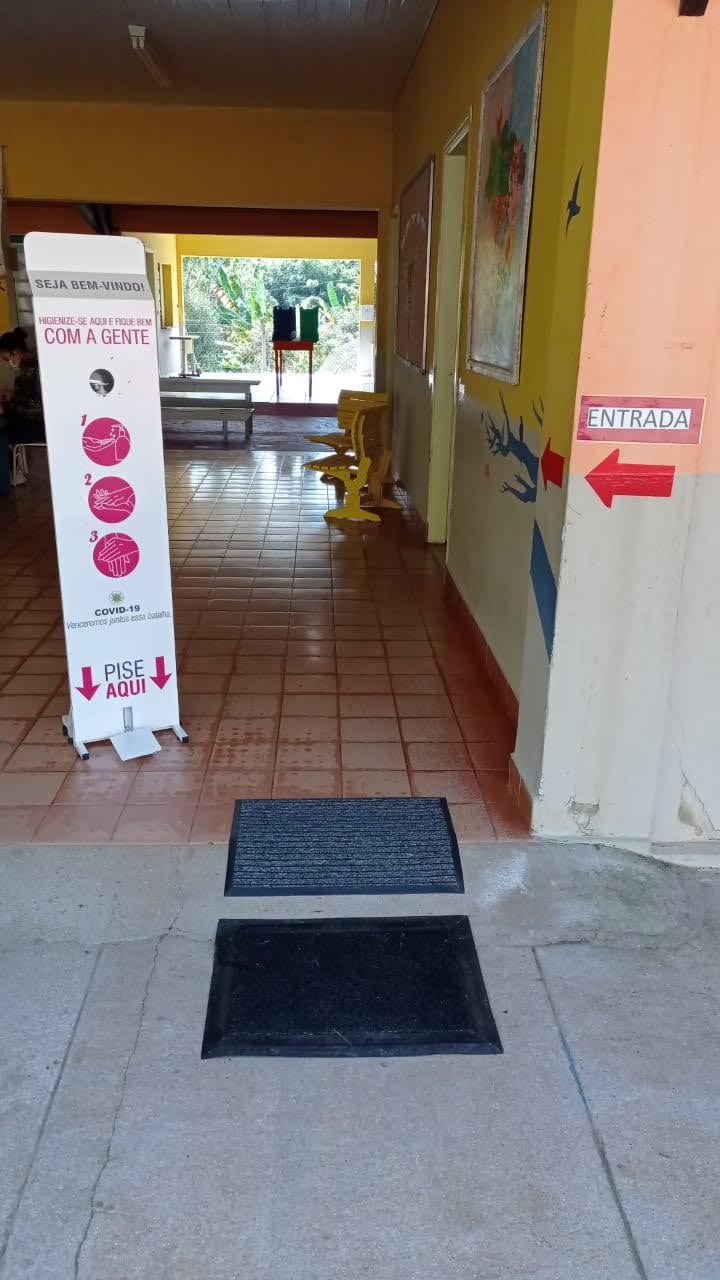 SEJA BEM-VINDO!
HIGIENIZE-SE AQUI E FIQUE BEM
COM A GENTE
1
2
3
COVID-19
Venceremos juntos essa batalha.
PISE
AQUI
ENTRADA